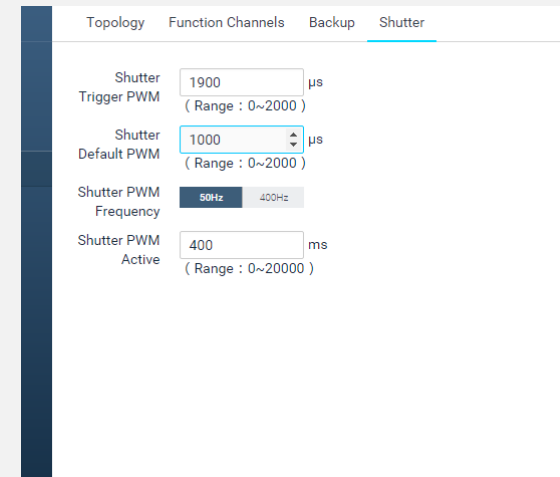 Topology Function Channels Backup Shutter
Shutter
Trigger PWM
1900 μs
( Range : 0~2000 )
Shutter
Default PWM
1000 μs
( Range : 0~2000 )
Shutter PWM
Frequency
50Hz 400Hz
Shutter PWM
Active
400 ms
( Range : 0~20000 )